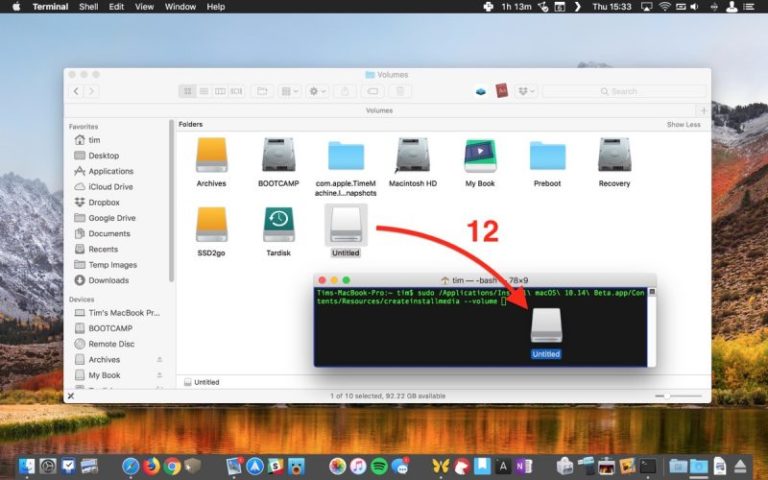 Terminal Shell Edit View Window Help 1h 13m Thu 15:33
Volumes
Search
Volumes
Favorites
tim
Desktop
Applications
iCloud Drive
Dropbox
Google Drive
Documents
Recents
Temp Images
Downloads
Devices
Tim's MacBook Pr...
BOOTCAMP
Remote Disc
Archives
My Book
Folders Show Less
Archives BOOTCAMP com.apple.TimeMachine.l...napshots Macintosh HD My Book Preboot Recovery
SSD2go Tardisk Untitled
12
tim — -bash — 78×9
Tims-MacBook-Pro:~ tim$ sudo /Applications/Install\ macOS\ 10.14\ Beta.app/Co
ntents/Resources/createinstallmedia --volume
Untitled
Untitled
1 of 10 selected, 92.22 GB available